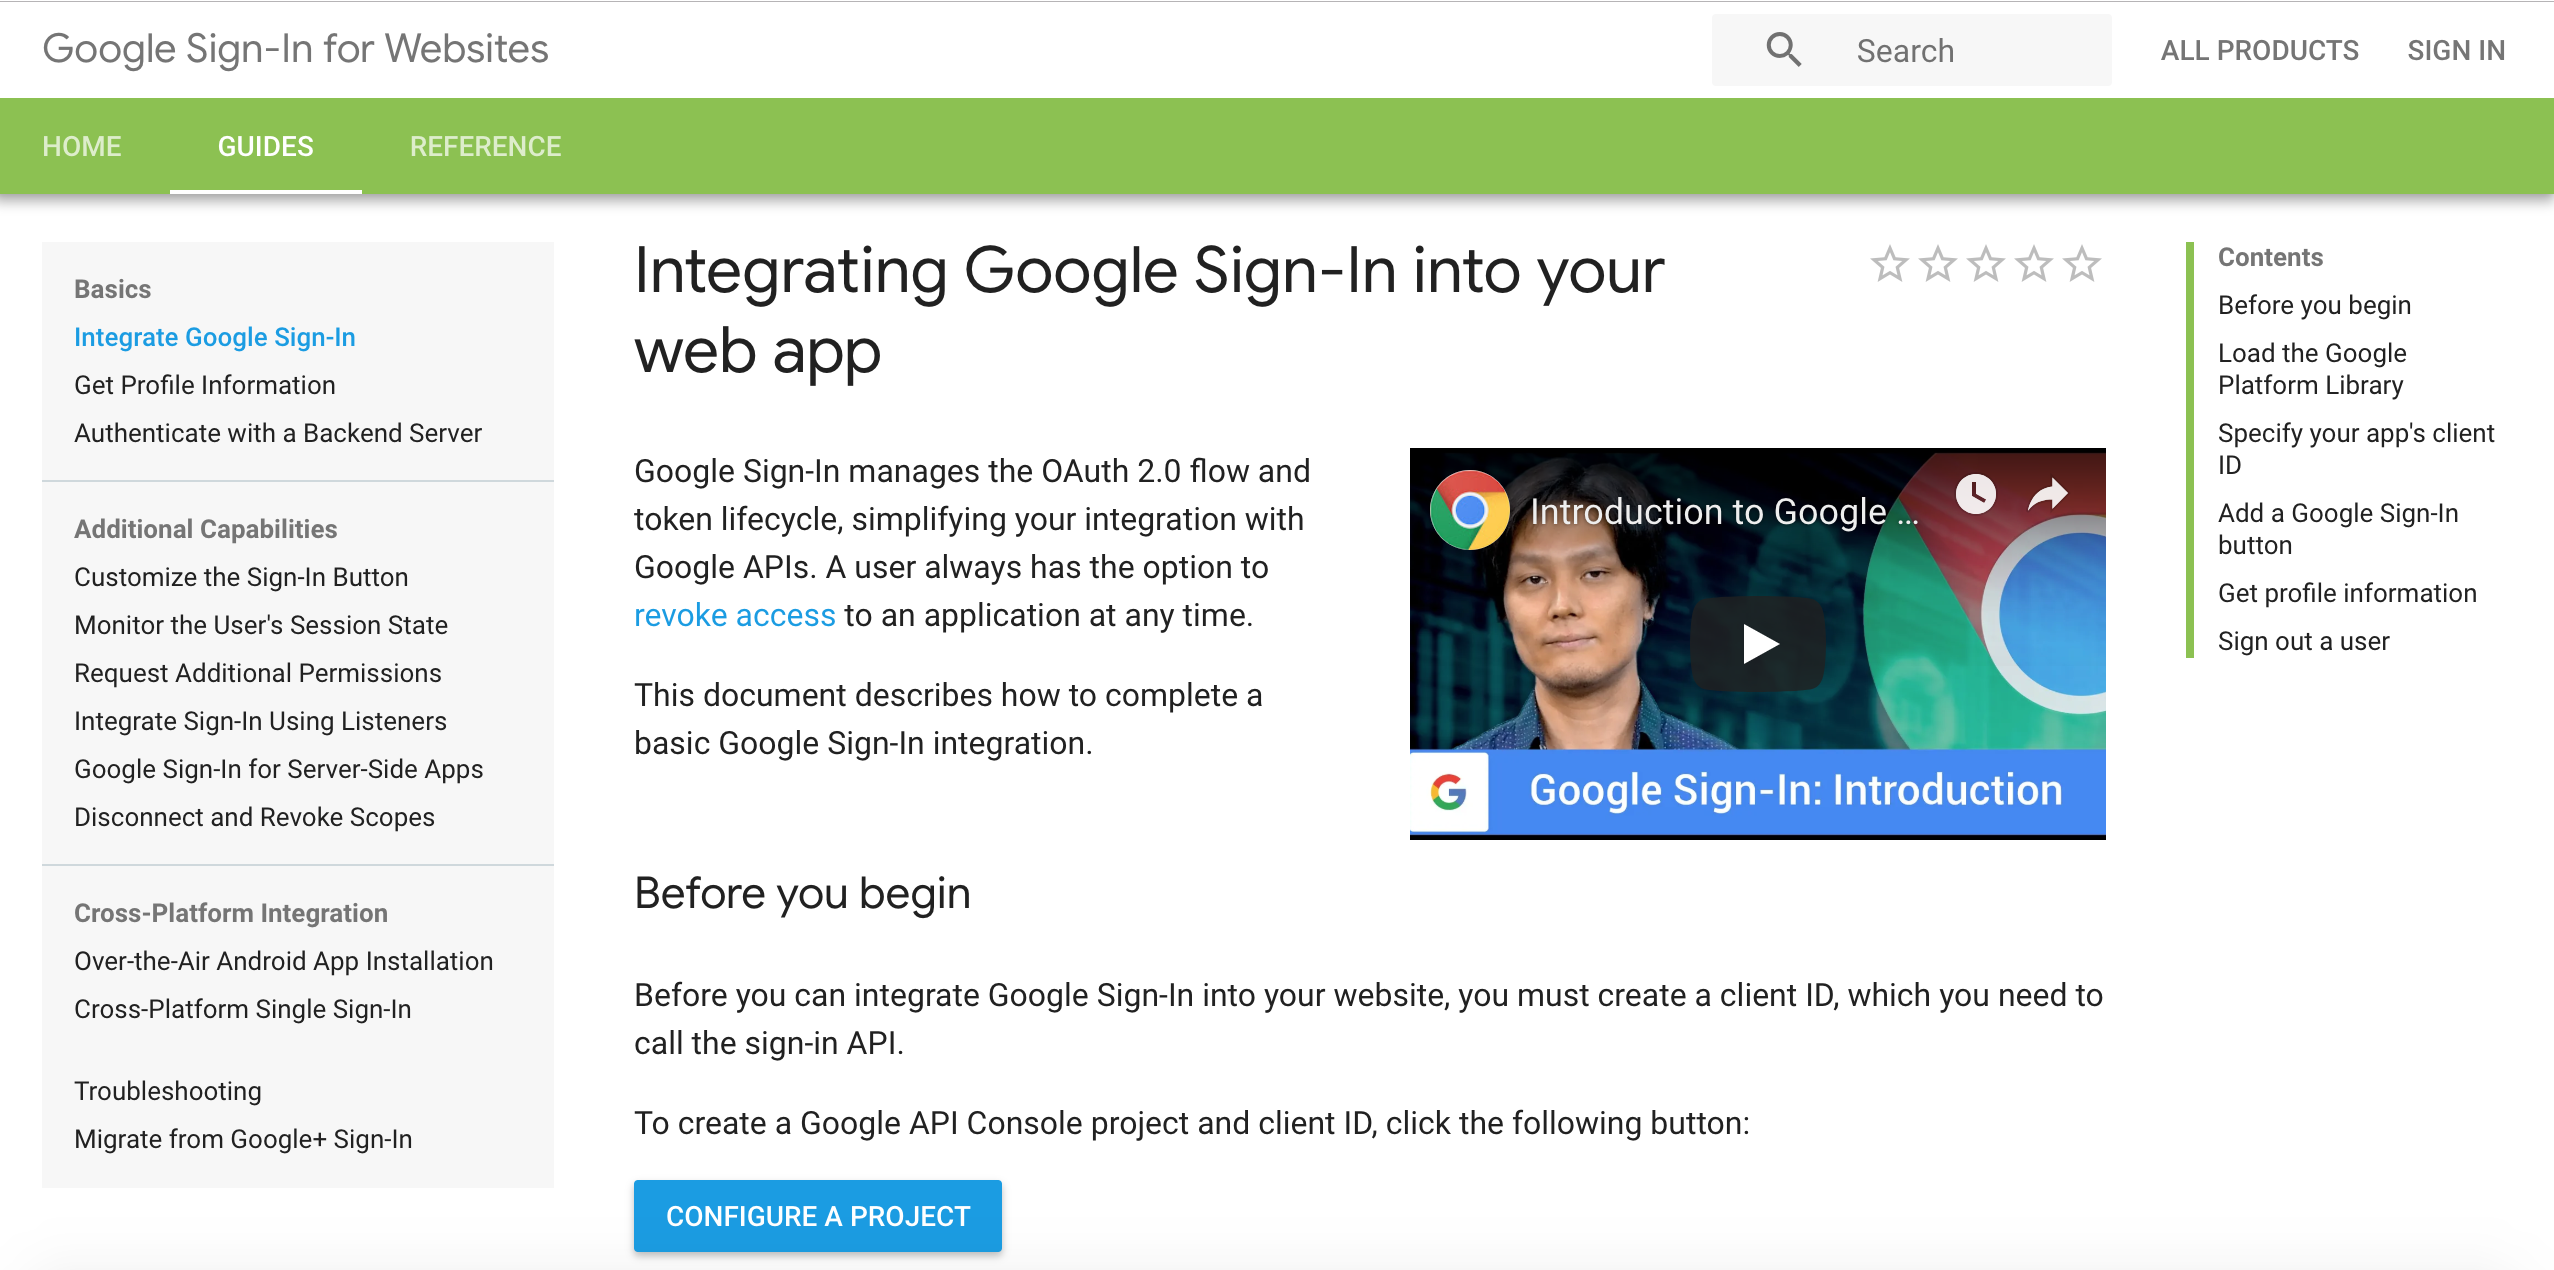 Google Sign-In for Websites
Search
ALL PRODUCTS
SIGN IN
HOME
GUIDES
REFERENCE
Basics
Integrate Google Sign-In
Get Profile Information
Authenticate with a Backend Server
Additional Capabilities
Customize the Sign-In Button
Monitor the User's Session State
Request Additional Permissions
Integrate Sign-In Using Listeners
Google Sign-In for Server-Side Apps
Disconnect and Revoke Scopes
Cross-Platform Integration
Over-the-Air Android App Installation
Cross-Platform Single Sign-In
Troubleshooting
Migrate from Google+ Sign-In
Integrating Google Sign-In into your
web app
Google Sign-In manages the OAuth 2.0 flow and
token lifecycle, simplifying your integration with
Google APIs. A user always has the option to
revoke access to an application at any time.
This document describes how to complete a
basic Google Sign-In integration.
Introduction to Google ...
G
Google Sign-In: Introduction
Before you begin
Before you can integrate Google Sign-In into your website, you must create a client ID, which you need to
call the sign-in API.
To create a Google API Console project and client ID, click the following button:
CONFIGURE A PROJECT
Contents
Before you begin
Load the Google
Platform Library
Specify your app's client
ID
Add a Google Sign-In
button
Get profile information
Sign out a user